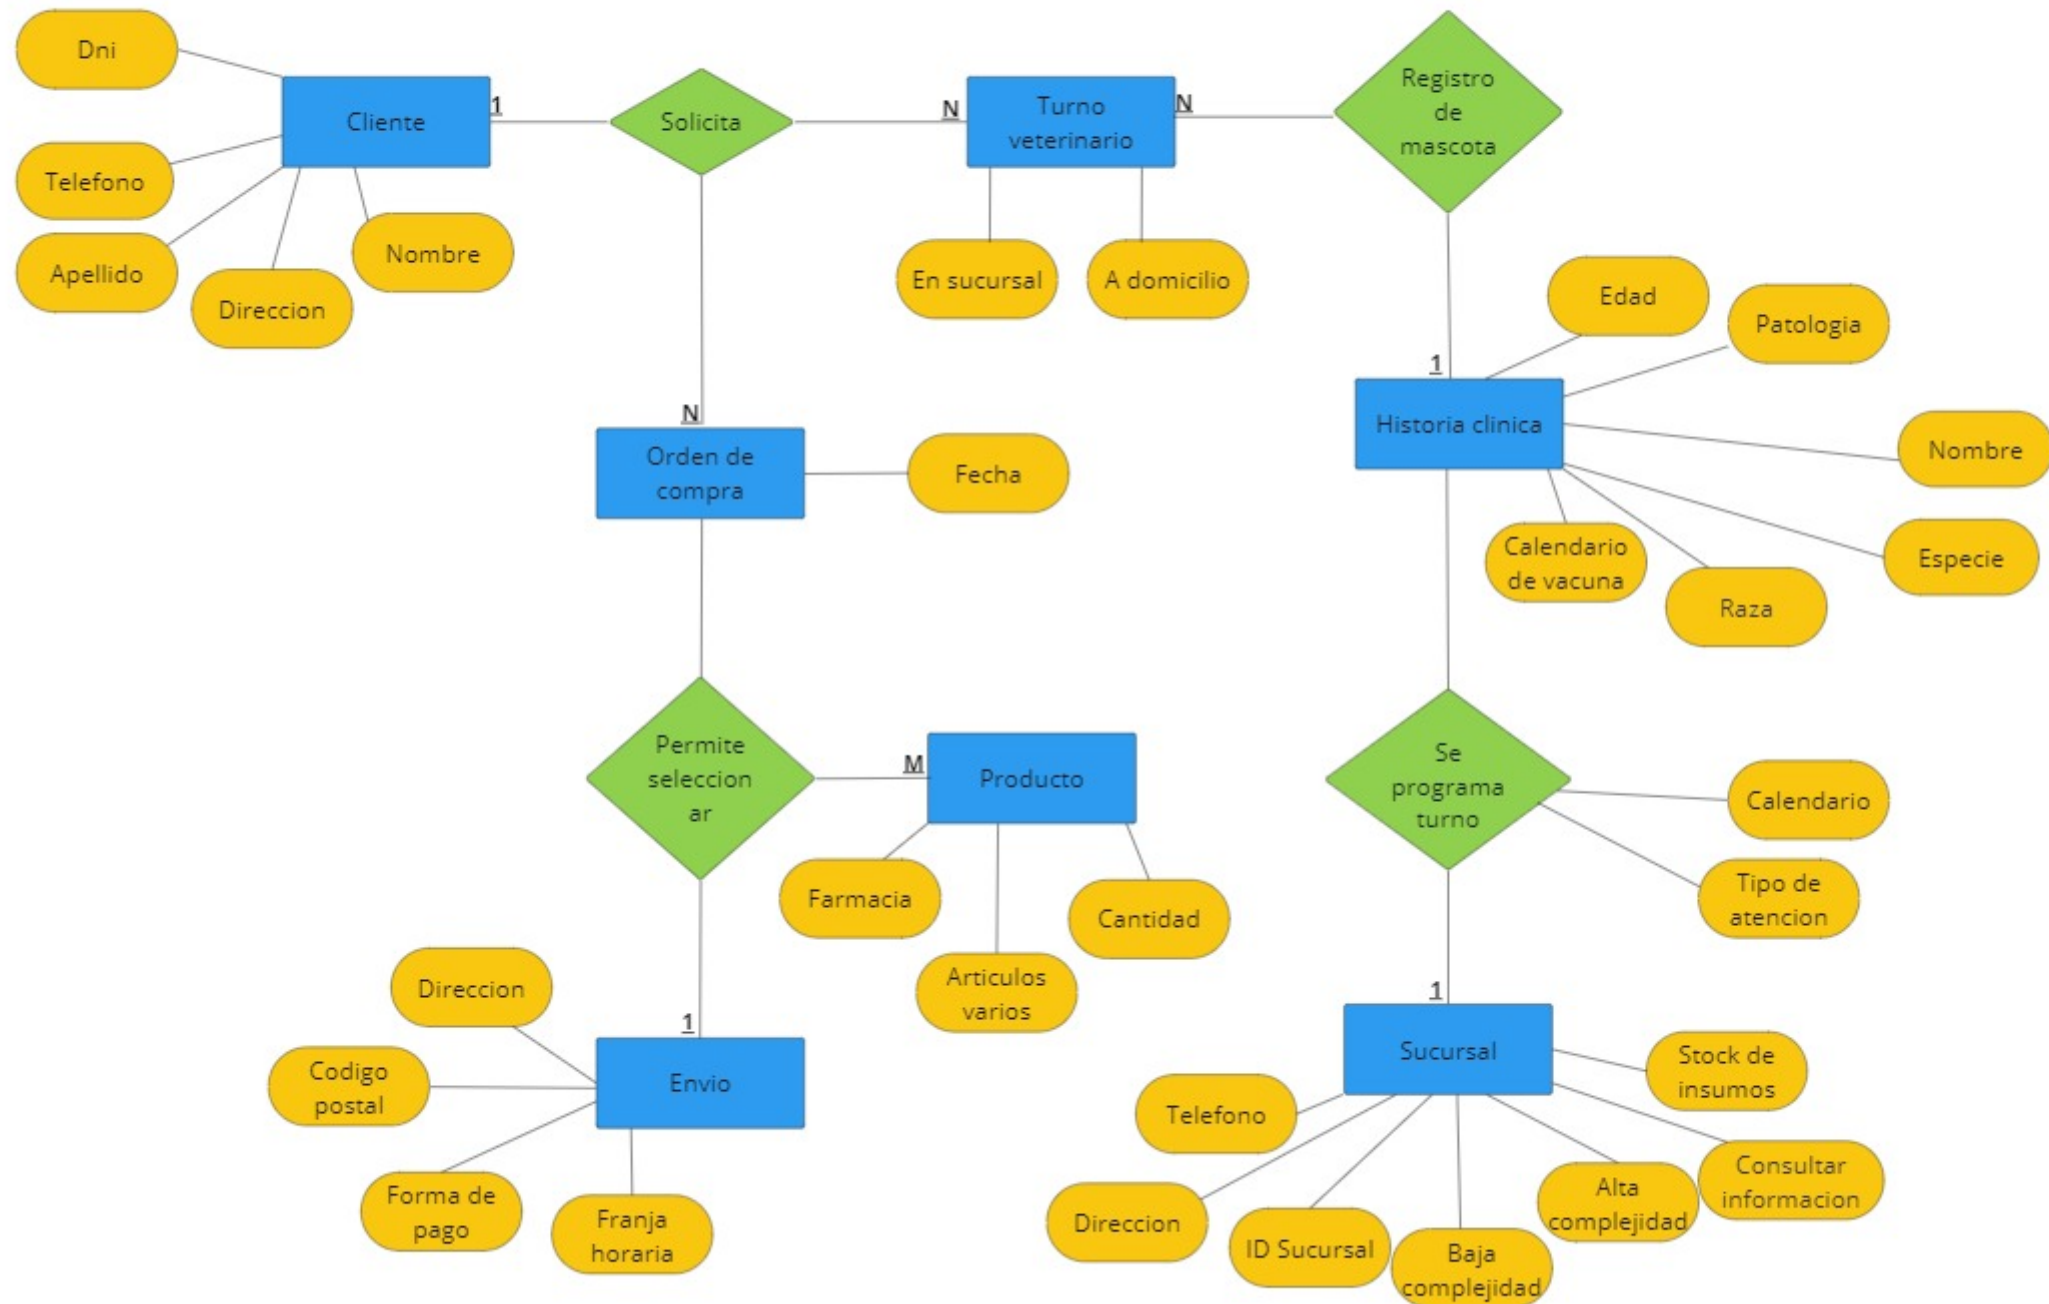 Dni
Cliente
1
Solicita
N
Turno
veterinario
N
Registro
de
mascota
Telefono
Apellido
Direccion
Nombre
En sucursal
A domicilio
Edad
Patologia
1
Historia clinica
Nombre
Especie
Calendario
de vacuna
Raza
N
Orden de
compra
Fecha
Permite
seleccion
ar
M
Producto
Farmacia
Cantidad
Articulos
varios
Se
programa
turno
Calendario
Tipo de
atencion
Direccion
Codigo
postal
1
Envio
Forma de
pago
Franja
horaria
1
Sucursal
Stock de
insumos
Telefono
Direccion
ID Sucursal
Baja
complejidad
Alta
complejidad
Consultar
informacion